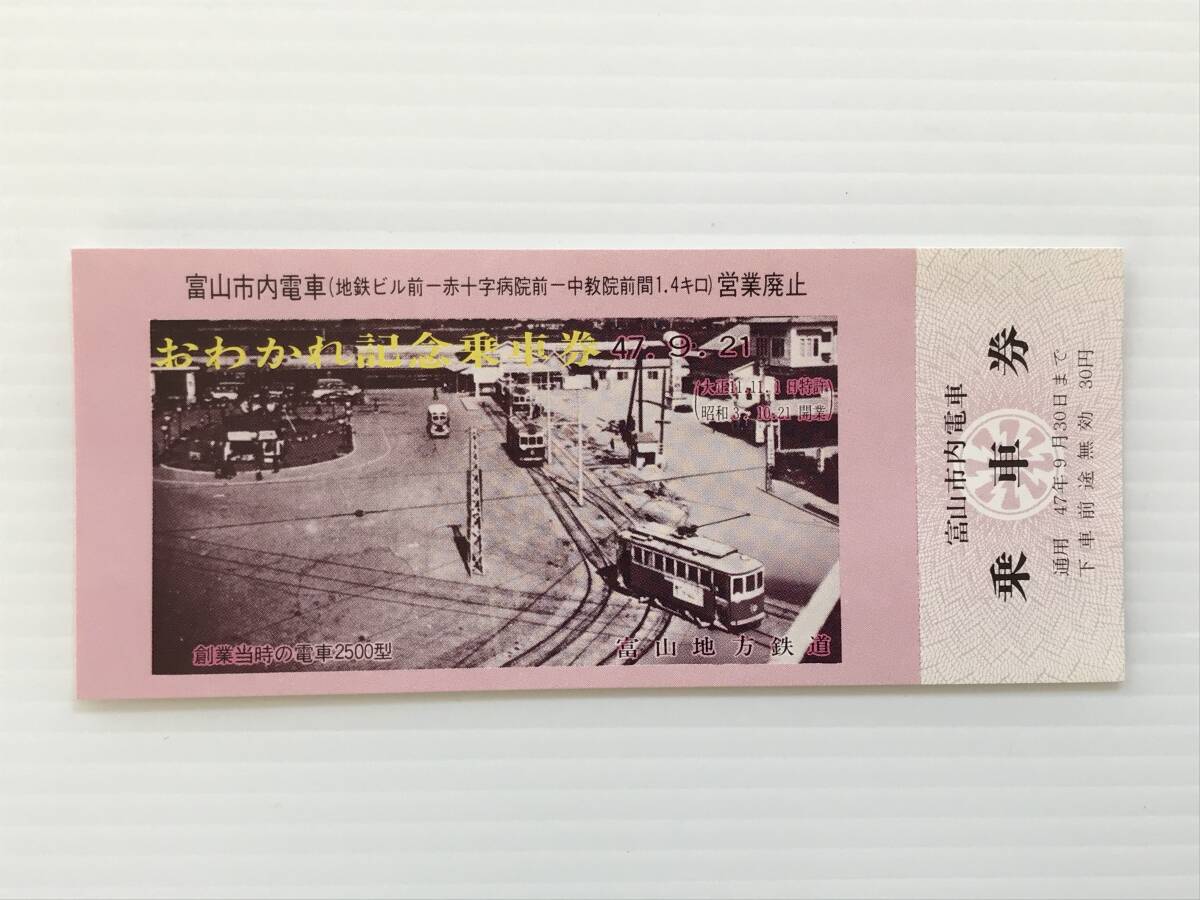 富山市内電車(地鉄ビル前ー赤十字病院前ー中教院前間1.4キロ)営業廃止
おわかれ記念乗車券 47.9.21
(大正11.11.1日特許)
(昭和3.10.21開業)
創業当時の電車2500型
富山地方鉄道
富山市内電車
乗車券
通用 47年9月30日まで
下車前途無効 30円